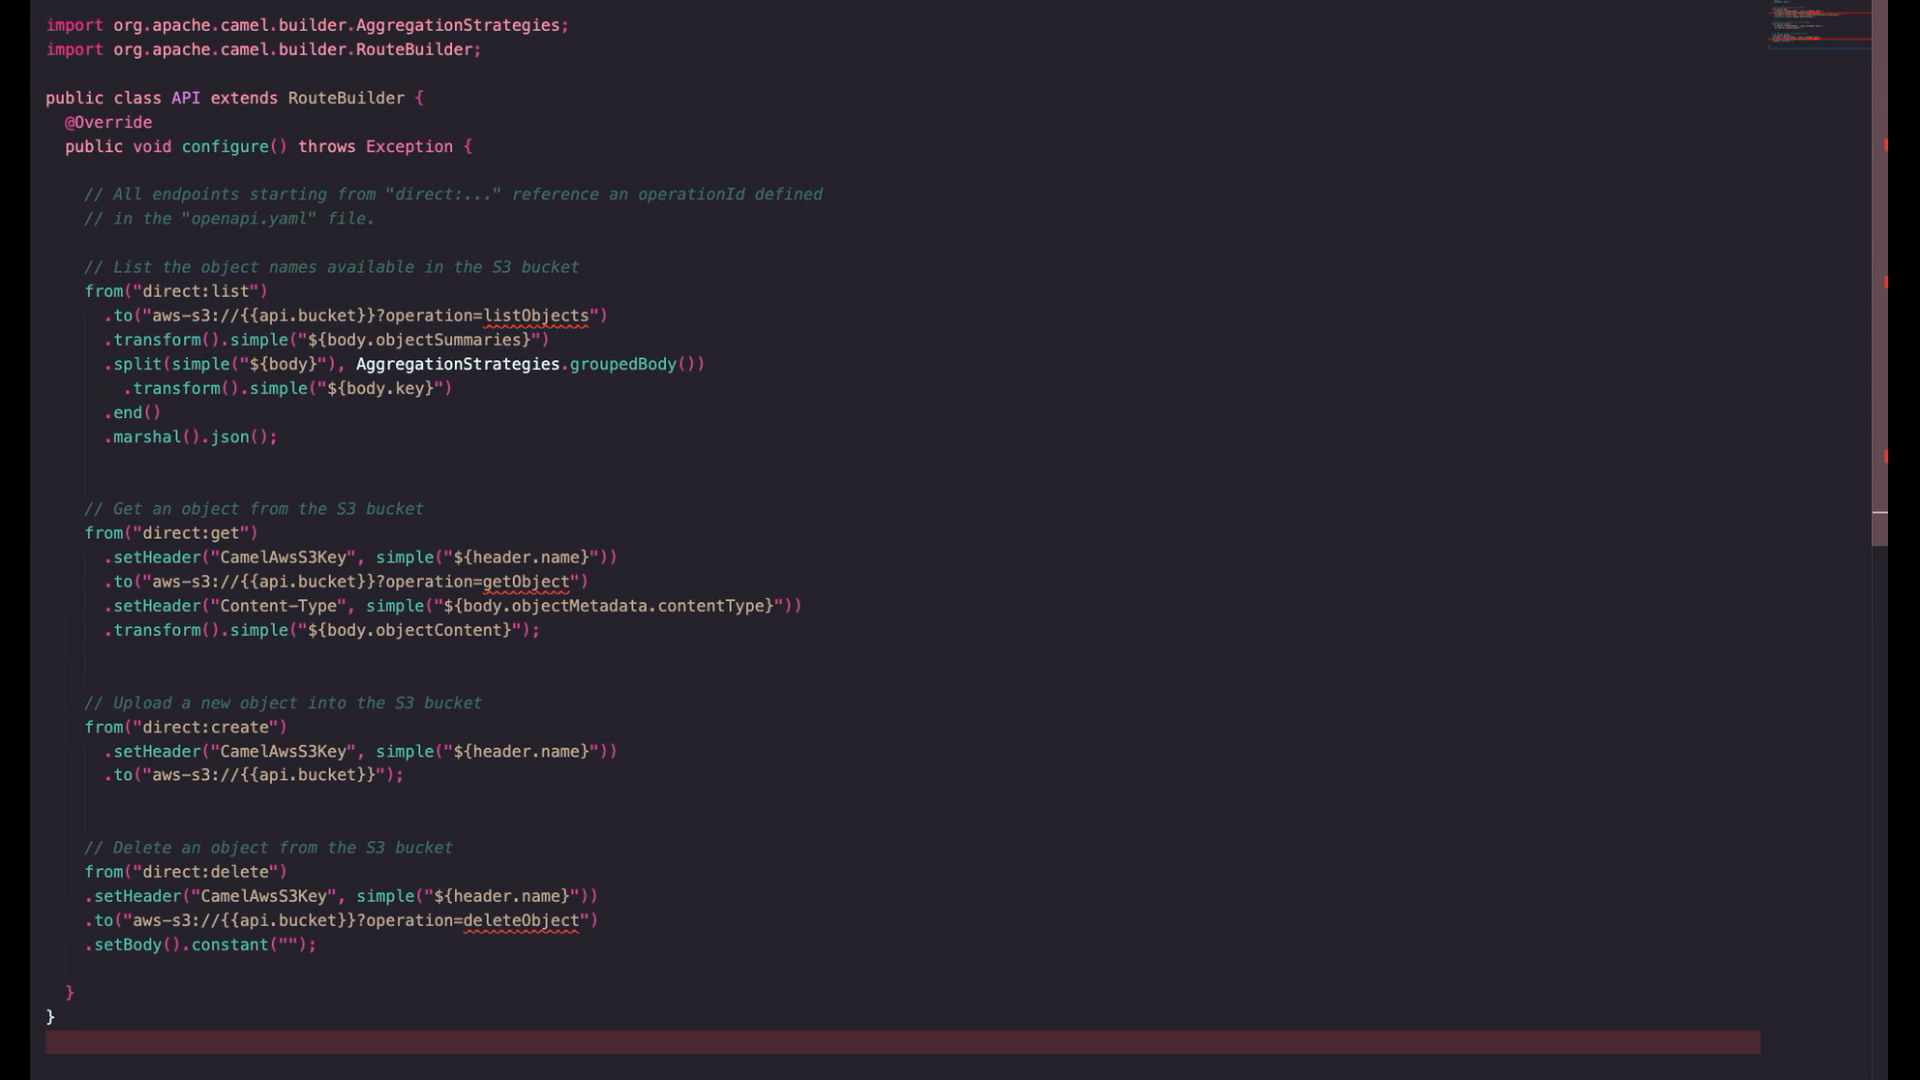 import org.apache.camel.builder.AggregationStrategies;
import org.apache.camel.builder.RouteBuilder;
public class API extends RouteBuilder {
@Override
public void configure() throws Exception {
// All endpoints starting from "direct:..." reference an operationId defined
// in the "openapi.yaml" file.
// List the object names available in the S3 bucket
from("direct:list")
.to("aws-s3://{{api.bucket}}?operation=listObjects")
.transform().simple("${body.objectSummaries}")
.split(simple("${body}"), AggregationStrategies.groupedBody())
.transform().simple("${body.key}")
.end()
.marshal().json();
// Get an object from the S3 bucket
from("direct:get")
.setHeader("CamelAwsS3Key", simple("${header.name}"))
.to("aws-s3://{{api.bucket}}?operation=getObject")
.setHeader("Content-Type", simple("${body.objectMetadata.contentType}"))
.transform().simple("${body.objectContent}");
// Upload a new object into the S3 bucket
from("direct:create")
.setHeader("CamelAwsS3Key", simple("${header.name}"))
.to("aws-s3://{{api.bucket}}");
// Delete an object from the S3 bucket
from("direct:delete")
.setHeader("CamelAwsS3Key", simple("${header.name}"))
.to("aws-s3://{{api.bucket}}?operation=deleteObject")
.setBody().constant("");
}
}